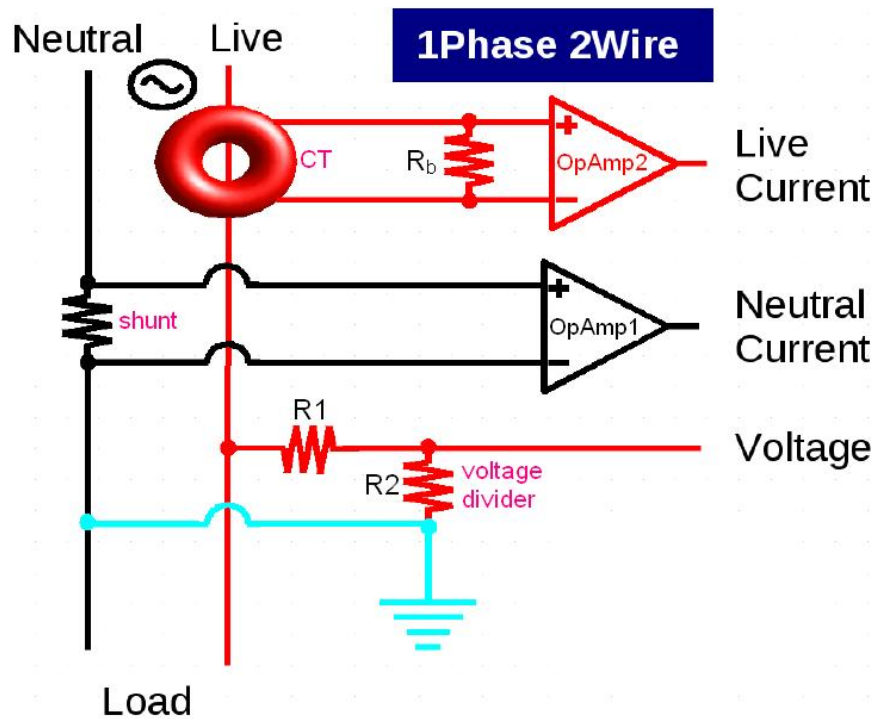 Neutral
Live
1Phase 2Wire
CT
Rb
+
−
OpAmp2
Live
Current
shunt
+
−
OpAmp1
Neutral
Current
R1
R2
voltage
divider
Voltage
Load